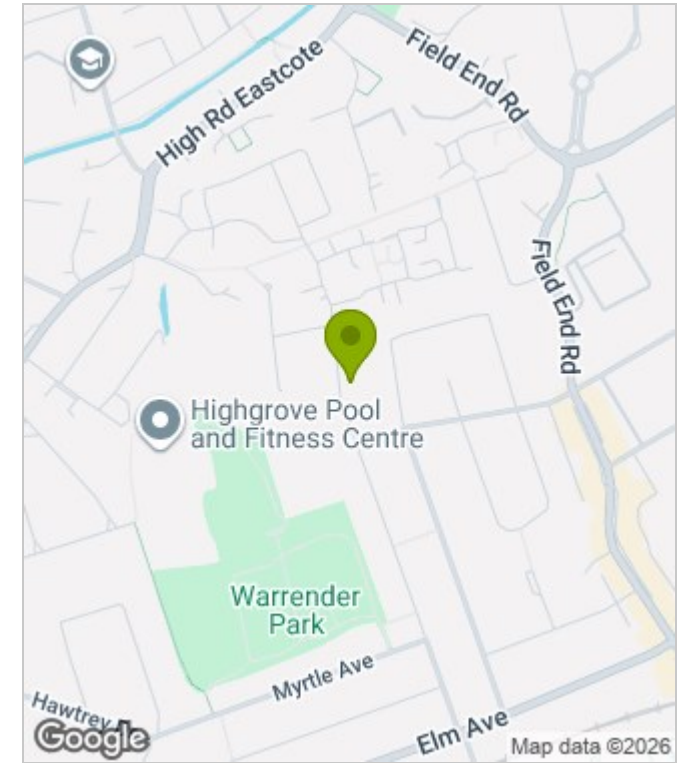 High Rd Eastcote
Field End Rd
Field End Rd
Highgrove Pool
and Fitness Centre
Warrender
Park
Myrtle Ave
Hawtrey
Elm Ave
Google
Map data ©2026